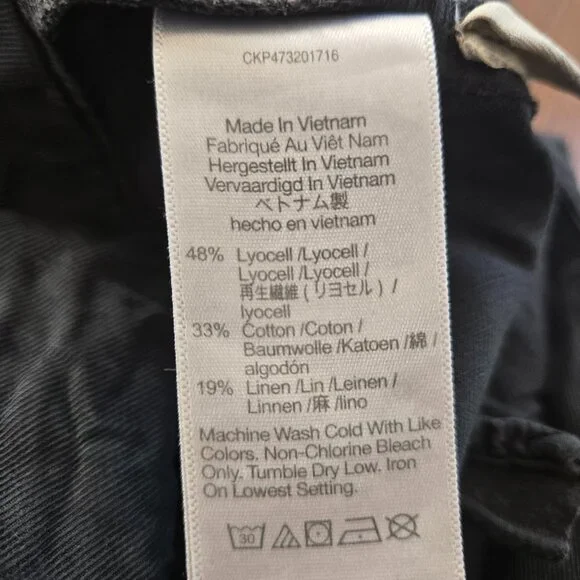 CKP473201716
Made In Vietnam
Fabriqué Au Viêt Nam
Hergestellt In Vietnam
Vervaardigd In Vietnam
ベトナム製
hecho en vietnam
48% Lyocell /Lyocell /
Lyocell /Lyocell /
再生繊維 ( リヨセル ) /
lyocell
33% Cotton /Coton /
Baumwolle /Katoen /綿 /
algodón
19% Linen /Lin /Leinen /
Linnen /麻 /lino
Machine Wash Cold With Like
Colors. Non-Chlorine Bleach
Only. Tumble Dry Low. Iron
On Lowest Setting.
30